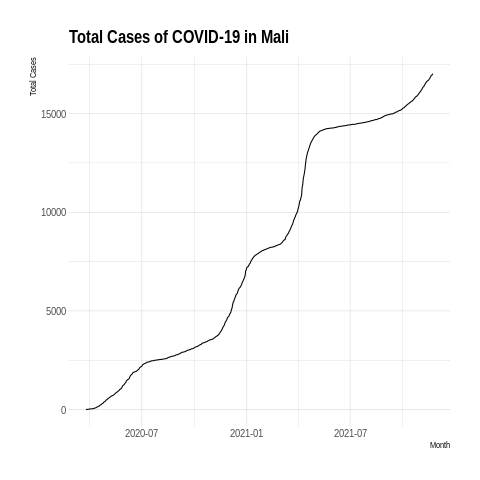 Total Cases of COVID-19 in Mali
Total Cases
15000
10000
5000
0
2020-07 2021-01 2021-07
Month